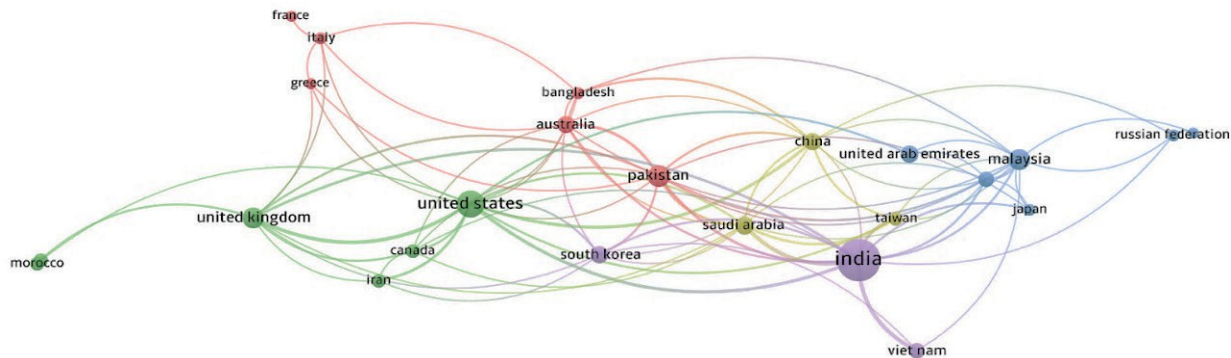 france
italy
greece
bangladesh
australia
china
russian federation
united arab emirates
malaysia
pakistan
united states
japan
united kingdom
taiwan
saudi arabia
canada
south korea
india
morocco
iran
viet nam